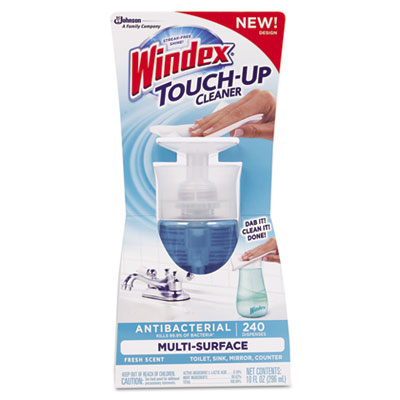 Johnson
A Family Company
NEW!
DESIGN
STREAK-FREE
SHINE!
Windex
TOUCH-UP
CLEANER
DAB IT!
CLEAN IT!
DONE!
ANTIBACTERIAL
KILLS 99.9% OF BACTERIA*
240
DISPENSES
MULTI-SURFACE
FRESH SCENT
TOILET, SINK, MIRROR, COUNTER
KEEP OUT OF REACH OF CHILDREN
CAUTION:
NET CONTENTS:
10 FL OZ (296 mL)